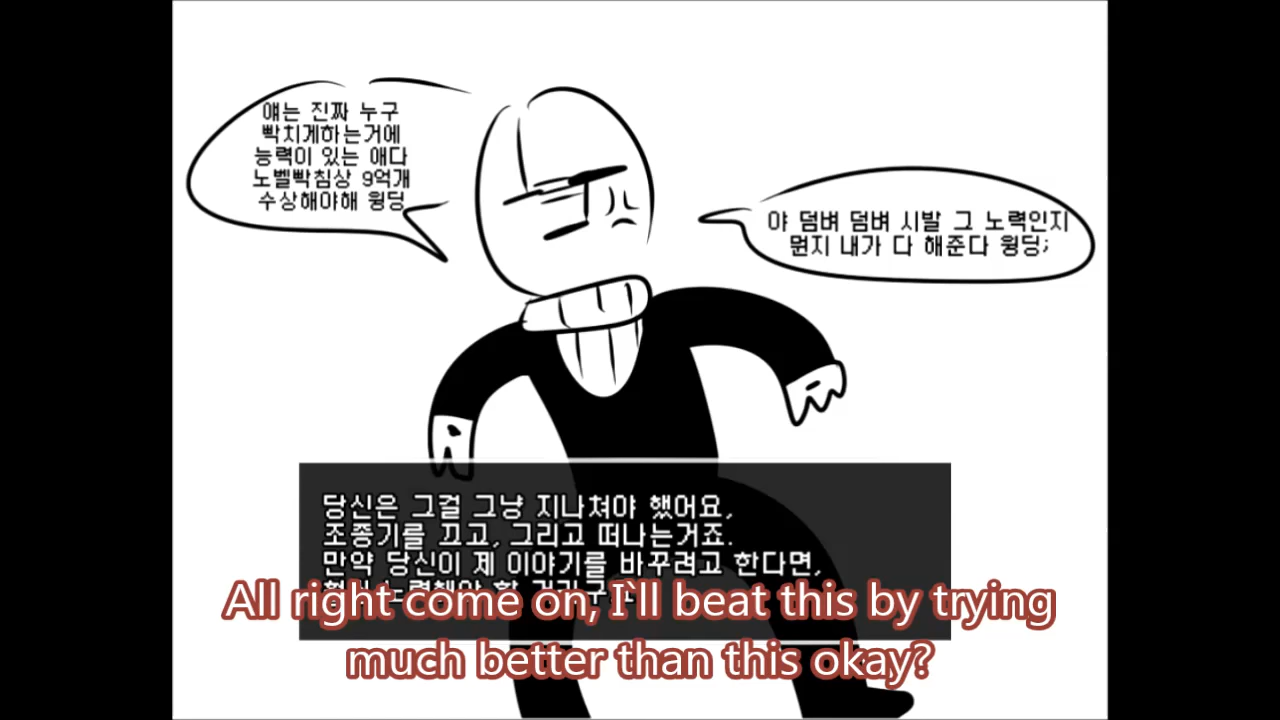 얘는 진짜 누구
빡치게하는거에
능력이 있는 애다
노벨빡침상 9억개
수상해야해 윙딩
야 덤벼 덤벼 시발 그 노력인지
뭔지 내가 다 해준다 윙딩;
당신은 그걸 그냥 지나쳐야 했어요,
조종기를 끄고, 그리고 떠나는거죠.
만약 당신이 제 이야기를 바꾸려고 한다면,
All right come on, I`ll beat this by trying
much better than this okay?